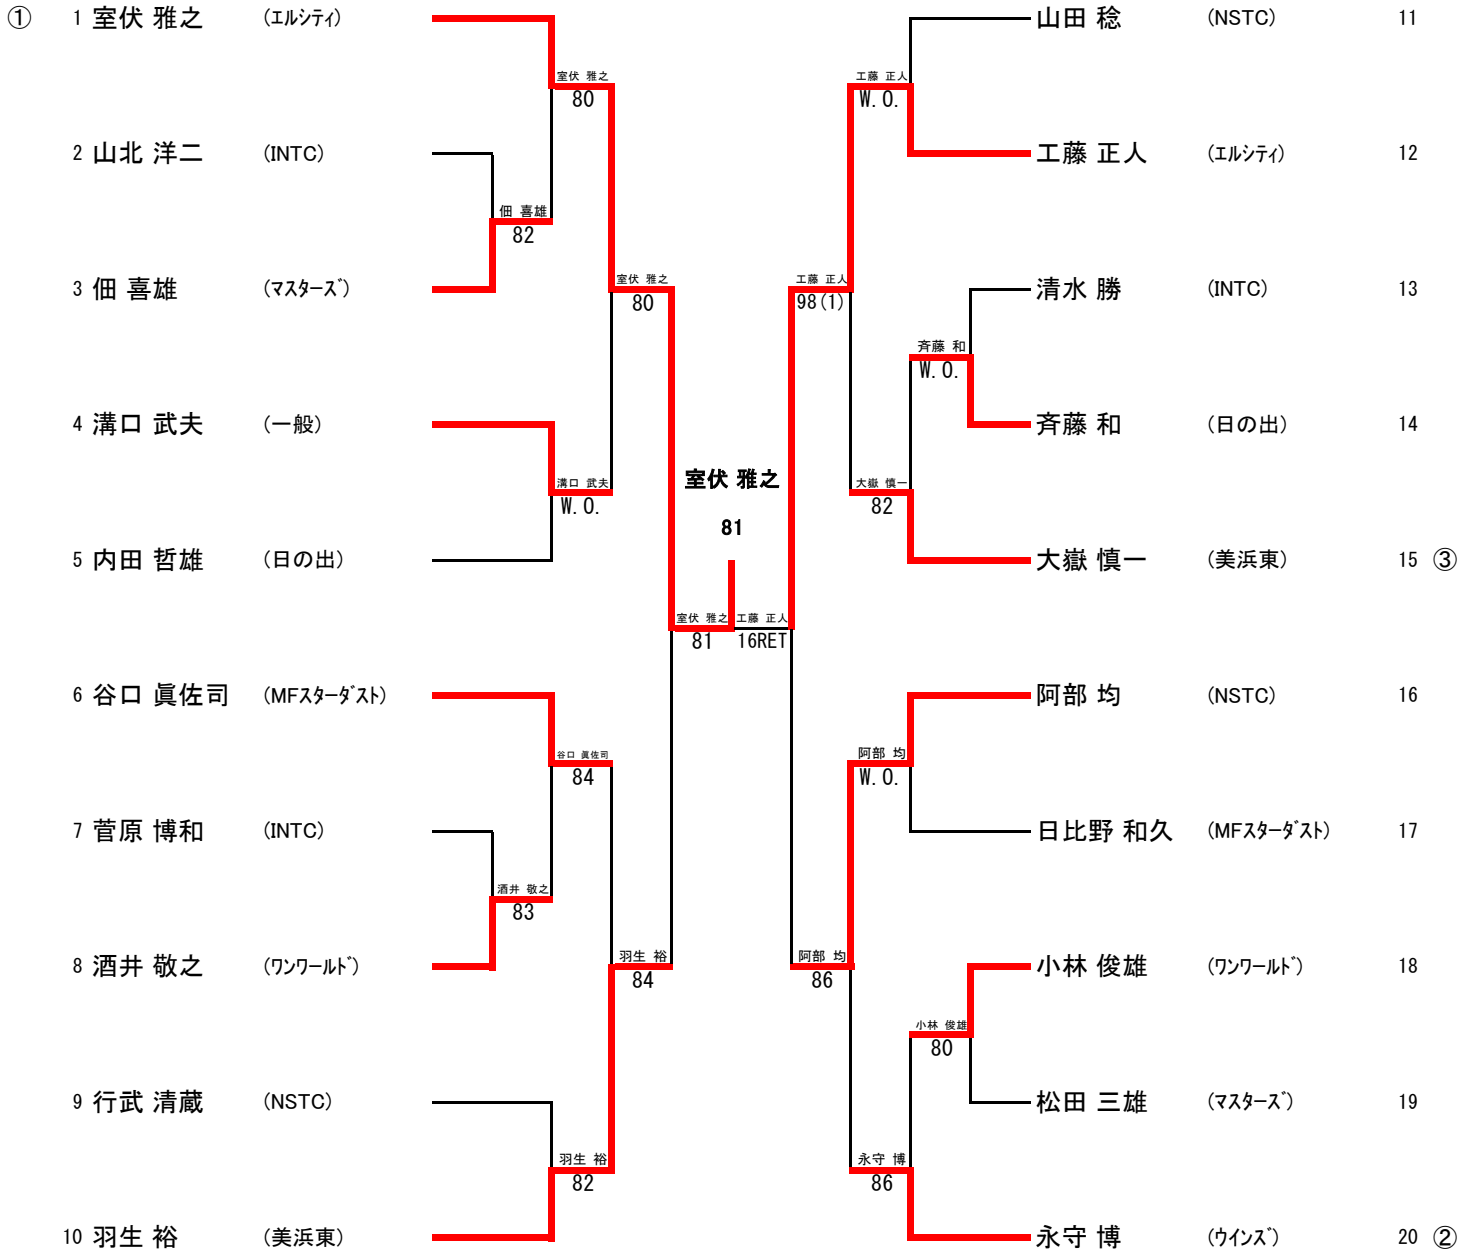 ① 1 室伏 雅之 (エルシティ) 山田 稔 (NSTC) 11
室伏 雅之 工藤 正人
80 W.O.
2 山北 洋二 (INTC) 工藤 正人 (エルシティ) 12
佃 喜雄
82
3 佃 喜雄 (マスターズ) 室伏 雅之 工藤 正人 清水 勝 (INTC) 13
80 98(1)
斉藤 和
W.O.
4 溝口 武夫 (一般) 斉藤 和 (日の出) 14
溝口 武夫 室伏 雅之 大嶽 慎一
W.O. 82
81
5 内田 哲雄 (日の出) 大嶽 慎一 (美浜東) 15 ③
室伏 雅之 工藤 正人
81 16RET
6 谷口 眞佐司 (MFスターダスト) 阿部 均 (NSTC) 16
谷口 眞佐司 阿部 均
84 W.O.
7 菅原 博和 (INTC) 日比野 和久 (MFスターダスト) 17
酒井 敬之
83
8 酒井 敬之 (ワンワールド) 羽生 裕 阿部 均 小林 俊雄 (ワンワールド) 18
84 86
小林 俊雄
80
9 行武 清蔵 (NSTC) 松田 三雄 (マスターズ) 19
羽生 裕 永守 博
82 86
10 羽生 裕 (美浜東) 永守 博 (ウインズ) 20 ②